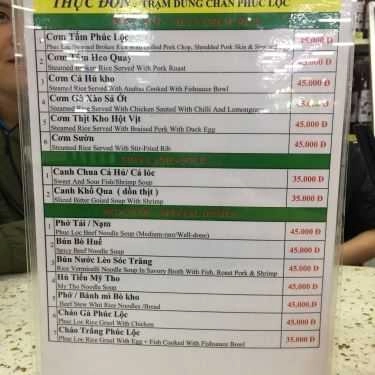 THỰC ĐƠN - TRẠM DỪNG CHÂN PHÚC LỘC
1 Cơm Tấm Phúc Lộc 45.000 Đ
Phuc Loc Steamed Broken Rice With Grilled Pork Chop, Shredded Pork Skin &
2 Cơm Tấm Heo Quay 45.000 Đ
Steamed Broken Rice Served With Pork Roast
3 Cơm Cá Hú kho 45.000 Đ
Steamed Rice Served With Anabas Cooked With Fishsauce Bowl
4 Cơm Gà Xào Sả Ớt
Steamed Rice Served With Chicken Sauted With Chilli And Lemongrass
5 Cơm Thịt Kho Hột Vịt 45.000 Đ
Steamed Rice Served With Braised Pork With Duck Egg
6 Cơm Sườn 45.000 Đ
Steamed Rice Served With Stir-Fried Rib
1 Canh Chua Cá Hú/ Cá lóc 35.000 Đ
Sweet And Sour Fish/Shrimp Soup
2 Canh Khổ Qua ( dồn thịt ) 35.000 Đ
Sliced Bitter Gourd Soup With Shrimp
1 Phở Tái / Nạm 45.000 Đ
Phuc Loc Beef Noodle Soup (Medium-rare/Well-done)
2 Bún Bò Huế 45.000 Đ
Spicy Beef Noodle Soup
3 Bún Nước Lèo Sóc Trăng 45.000 Đ
Rice Vermicelli Noodle Soup In Savory Broth With Fish, Roast Pork & Shrimp
4 Hủ Tiếu Mỹ Tho 45.000 Đ
My Tho Noodle Soup
5 Phở / Bánh mì Bò kho 45.000 Đ
Beef Stew Whit Rice Noodles /Bread
6 Cháo Gà Phúc Lộc 45.000 Đ
Phuc Loc Rice Gruel With Chicken
7 Cháo Trắng Phúc Lộc 35.000 Đ
Phuc Loc Rice Gruel With Egg + Fish Cooked With Fishsauce Bowl